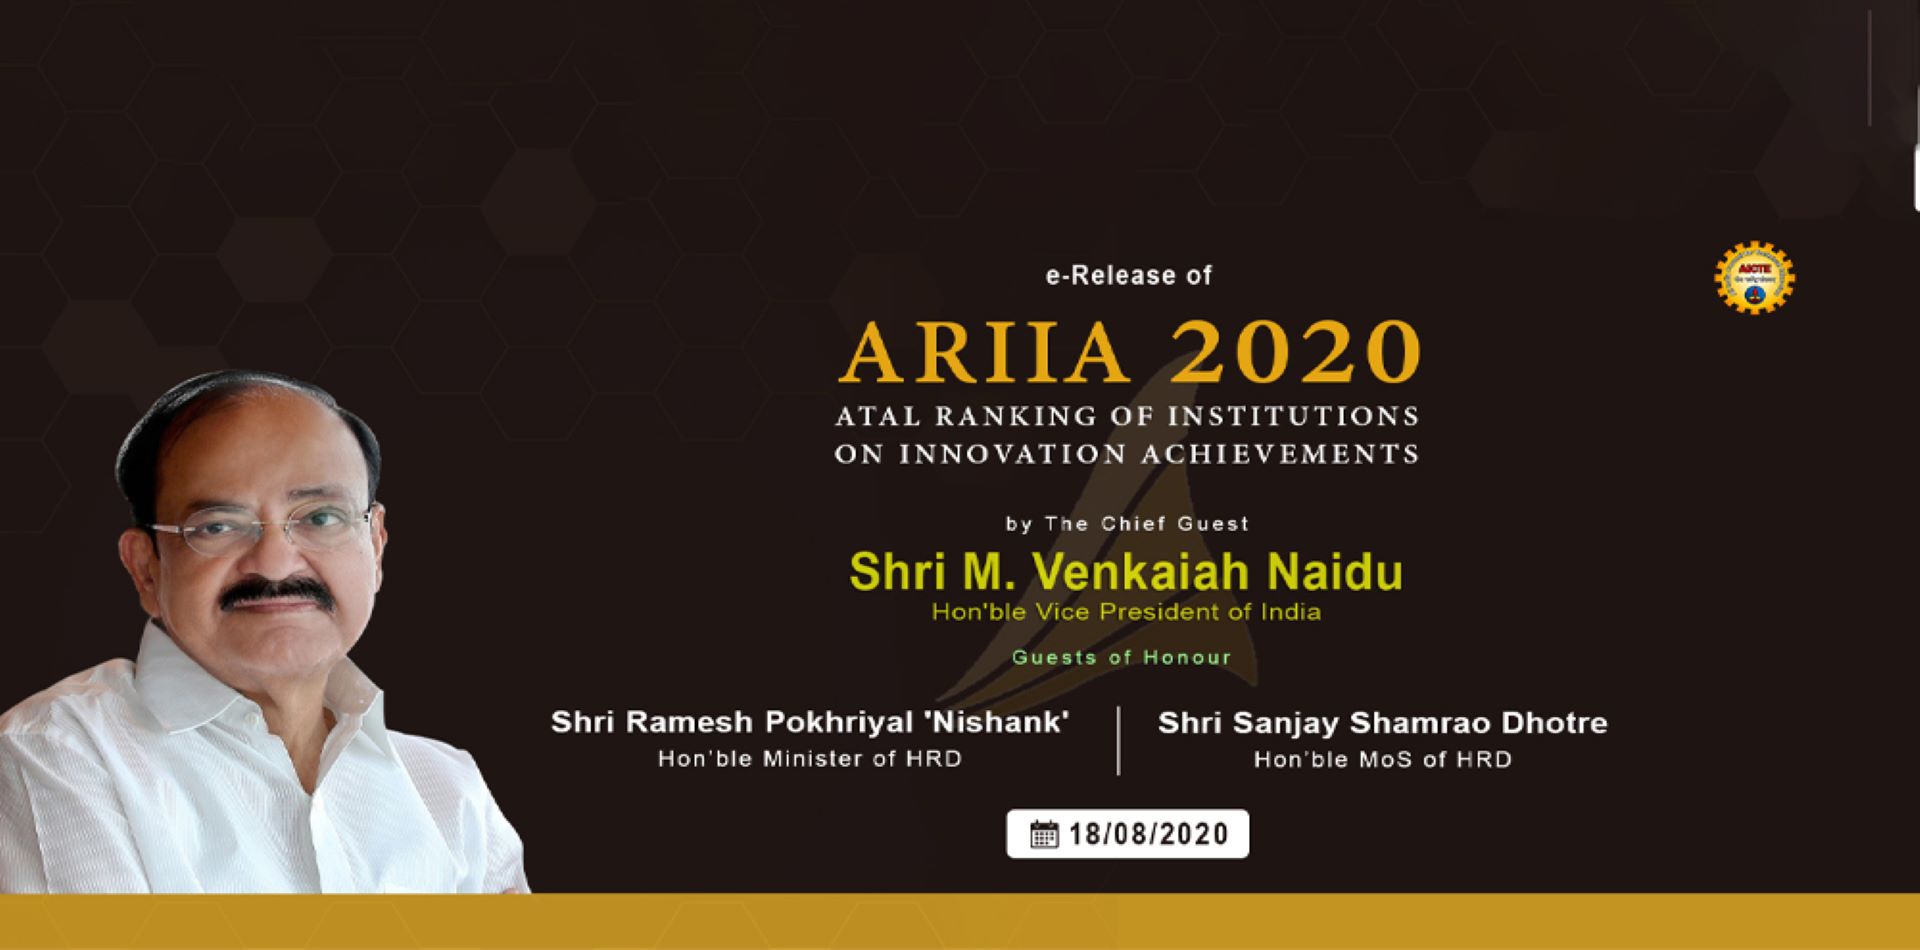 e-Release of
AICTE
ARIIA 2020
ATAL RANKING OF INSTITUTIONS
ON INNOVATION ACHIEVEMENTS
by The Chief Guest
Shri M. Venkaiah Naidu
Hon'ble Vice President of India
Guests of Honour
Shri Ramesh Pokhriyal 'Nishank'
Hon'ble Minister of HRD
Shri Sanjay Shamrao Dhotre
Hon'ble MoS of HRD
18/08/2020